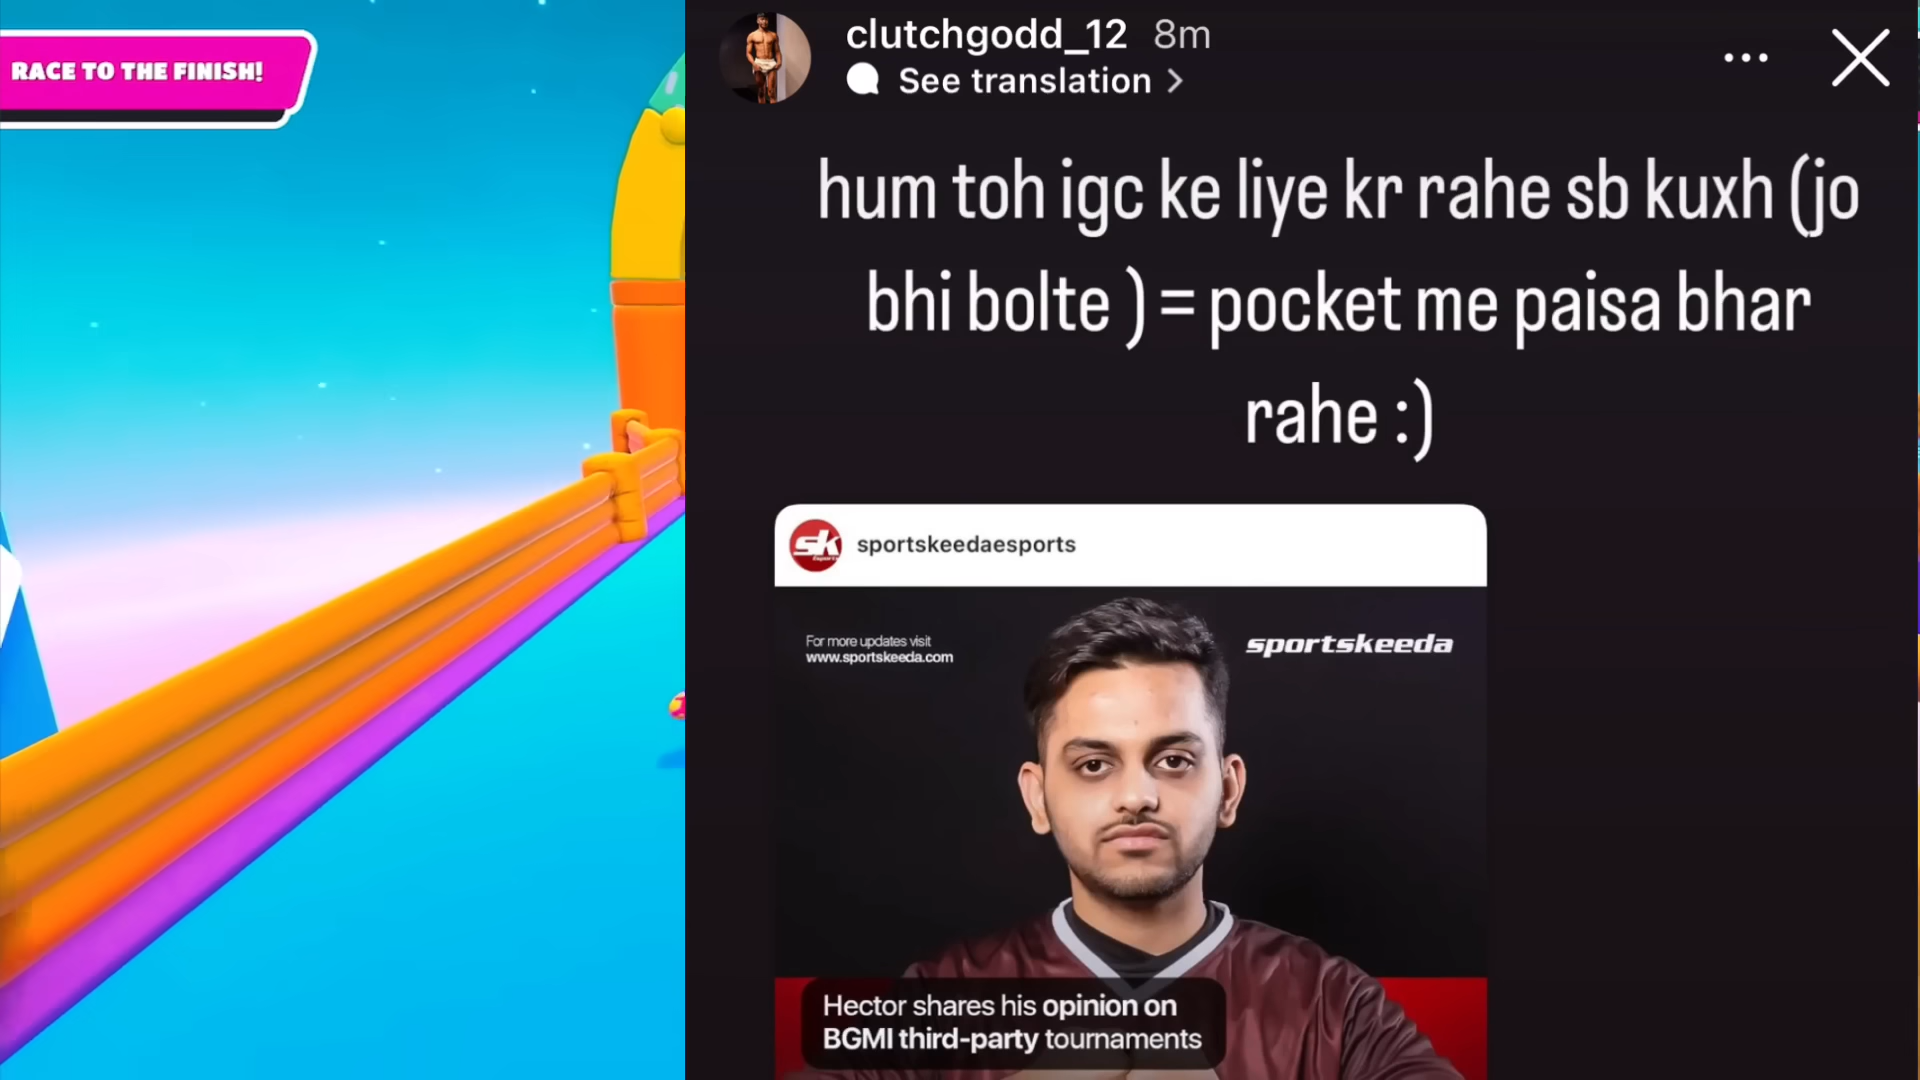 RACE TO THE FINISH!
clutchgodd_12 8m
See translation >
hum toh igc ke liye kr rahe sb kuxh (jo
bhi bolte ) = pocket me paisa bhar
rahe :)
sk
Esports
sportskeedaesports
For more updates visit
www.sportskeeda.com
sportskeeda
Hector shares his opinion on
BGMI third-party tournaments